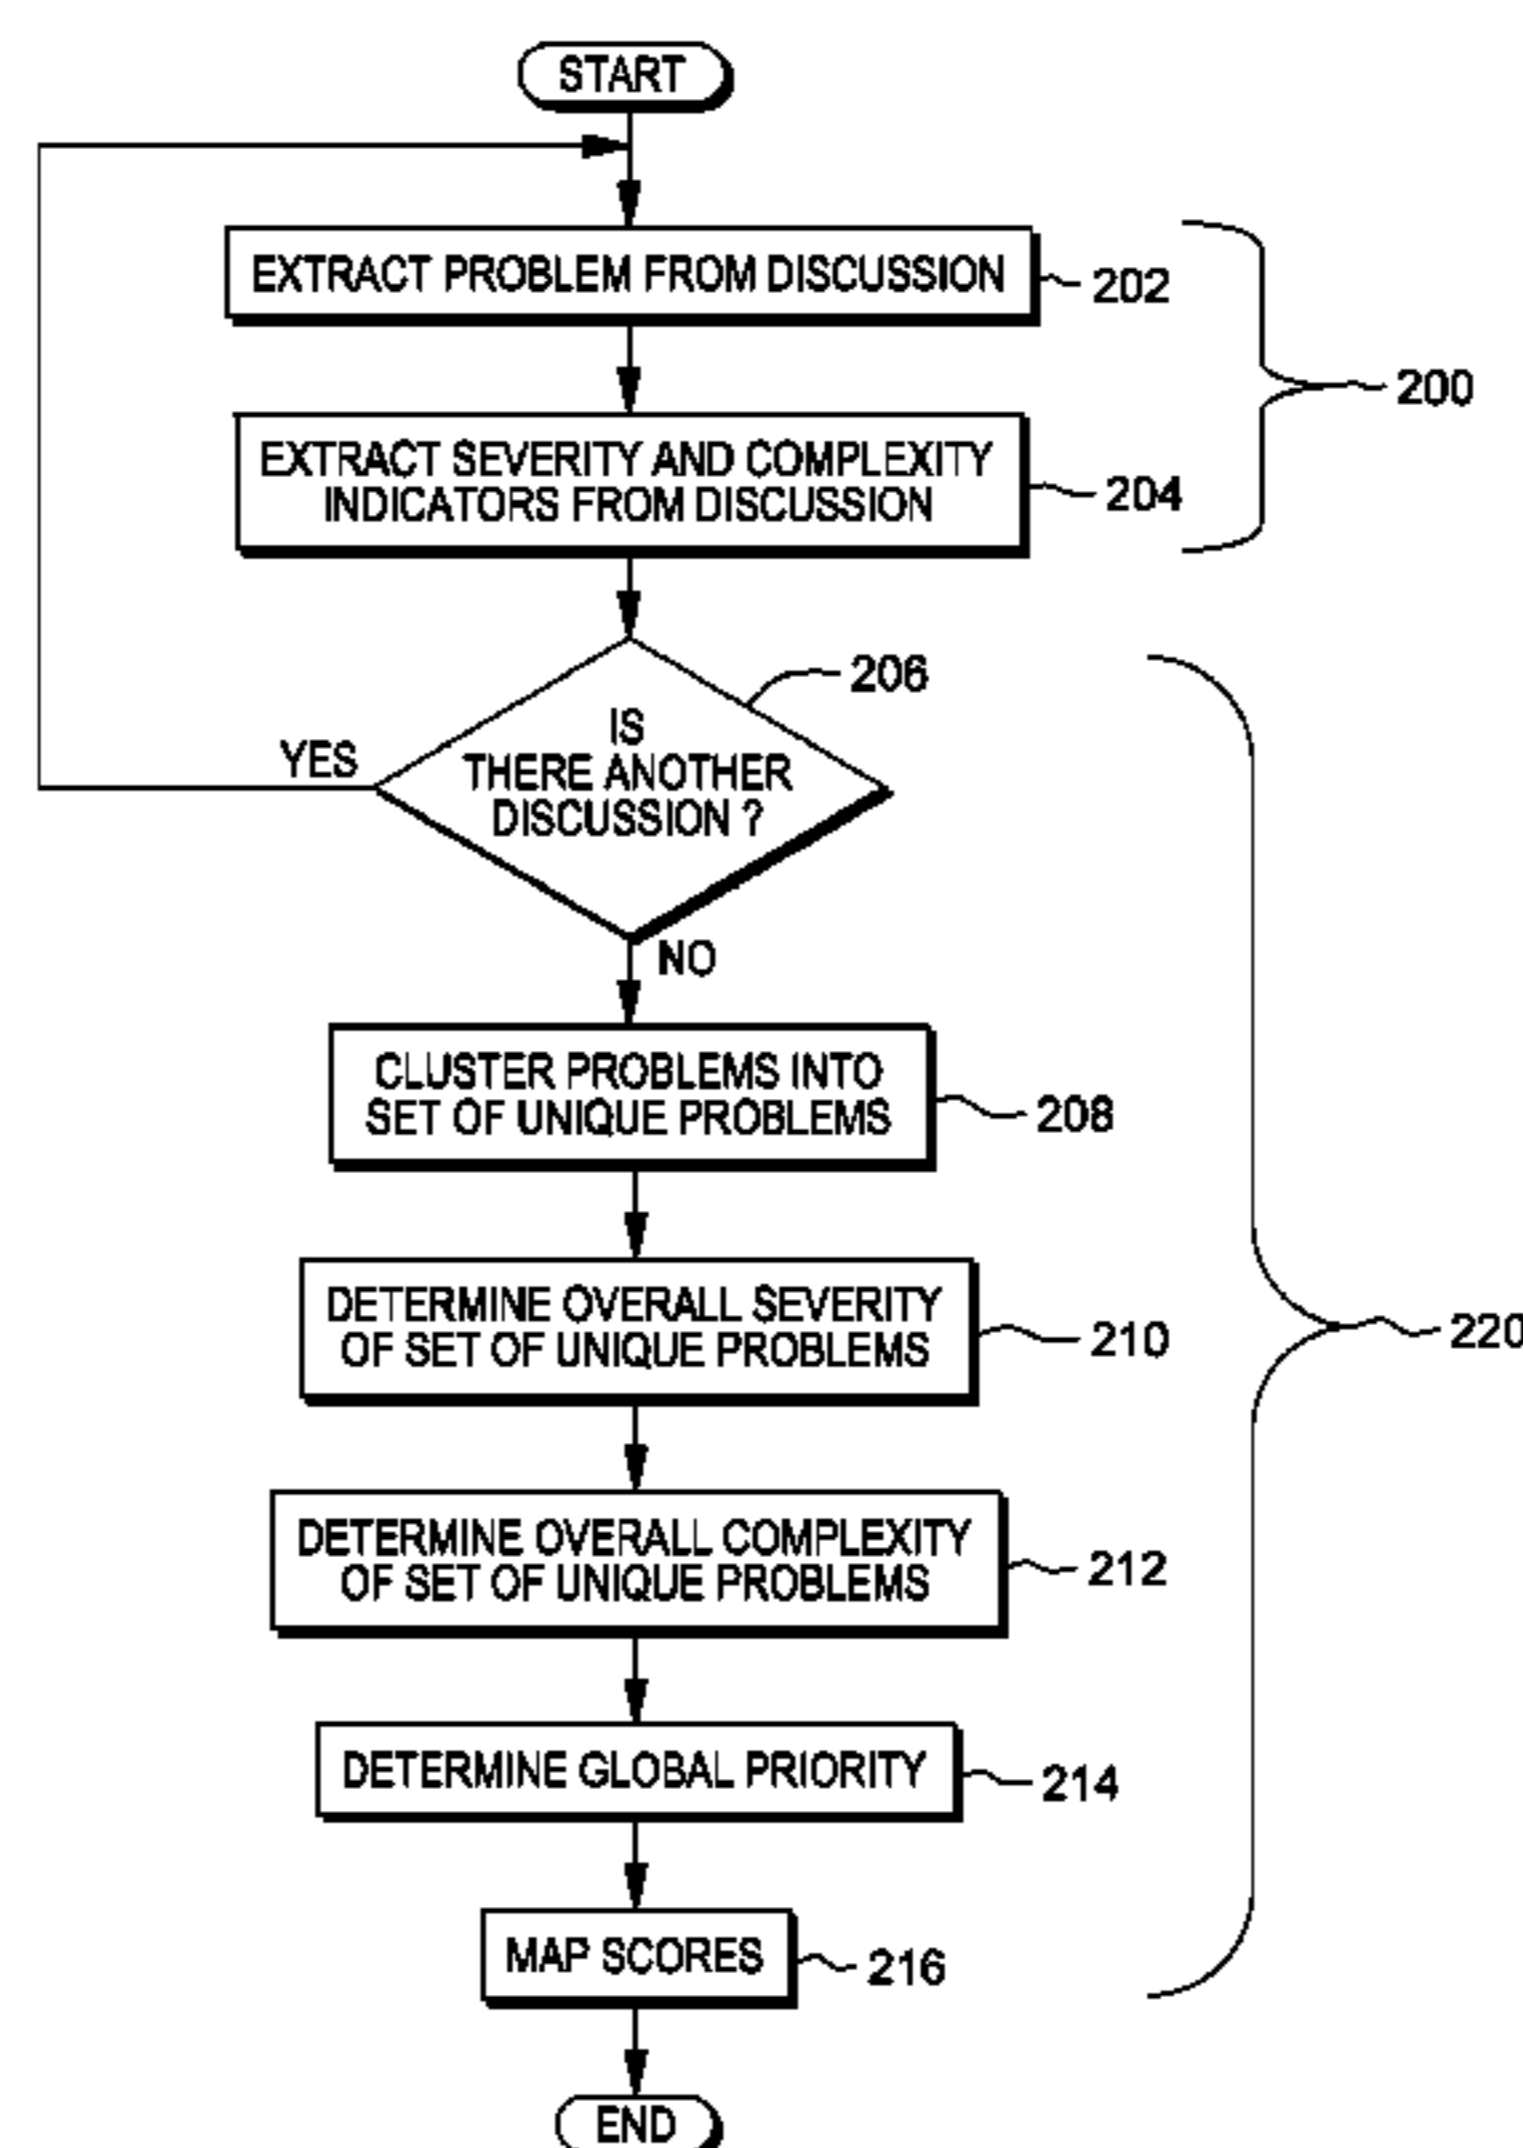 START
EXTRACT PROBLEM FROM DISCUSSION
202
200
EXTRACT SEVERITY AND COMPLEXITY
INDICATORS FROM DISCUSSION
204
206
IS
THERE ANOTHER
DISCUSSION ?
YES
NO
CLUSTER PROBLEMS INTO
SET OF UNIQUE PROBLEMS
208
DETERMINE OVERALL SEVERITY
OF SET OF UNIQUE PROBLEMS
210
220
DETERMINE OVERALL COMPLEXITY
OF SET OF UNIQUE PROBLEMS
212
DETERMINE GLOBAL PRIORITY
214
MAP SCORES
216
END